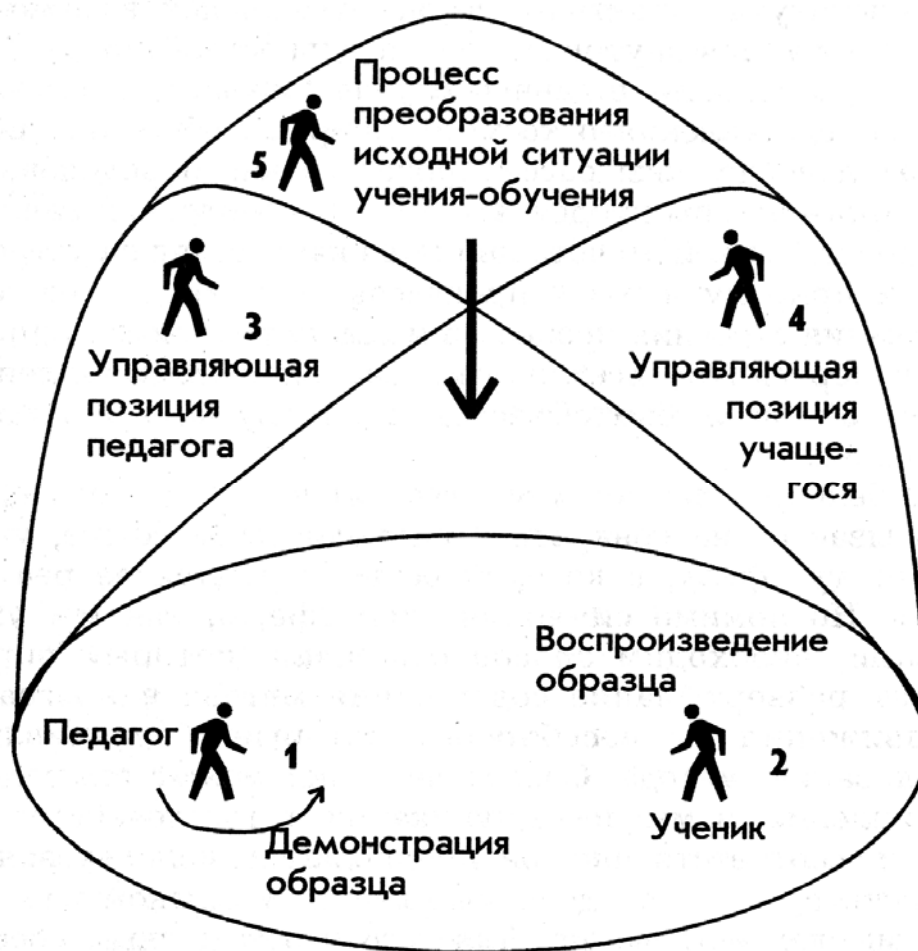 Процесс
преобразования
исходной ситуации
учения-обучения
5
3
Управляющая
позиция
педагога
4
Управляющая
позиция
учаще-
гося
Воспроизведение
образца
Педагог
1
2
Ученик
Демонстрация
образца